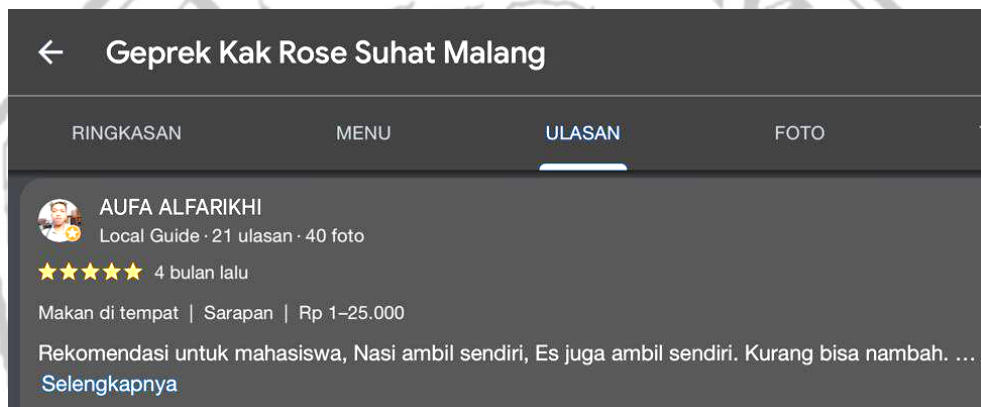 Geprek Kak Rose Suhat Malang
RINGKASAN MENU ULASAN FOTO
AUFA ALFARIKHI
Local Guide · 21 ulasan · 40 foto
4 bulan lalu
Makan di tempat | Sarapan | Rp 1–25.000
Rekomendasi untuk mahasiswa, Nasi ambil sendiri, Es juga ambil sendiri. Kurang bisa nambah. ...
Selengkapnya